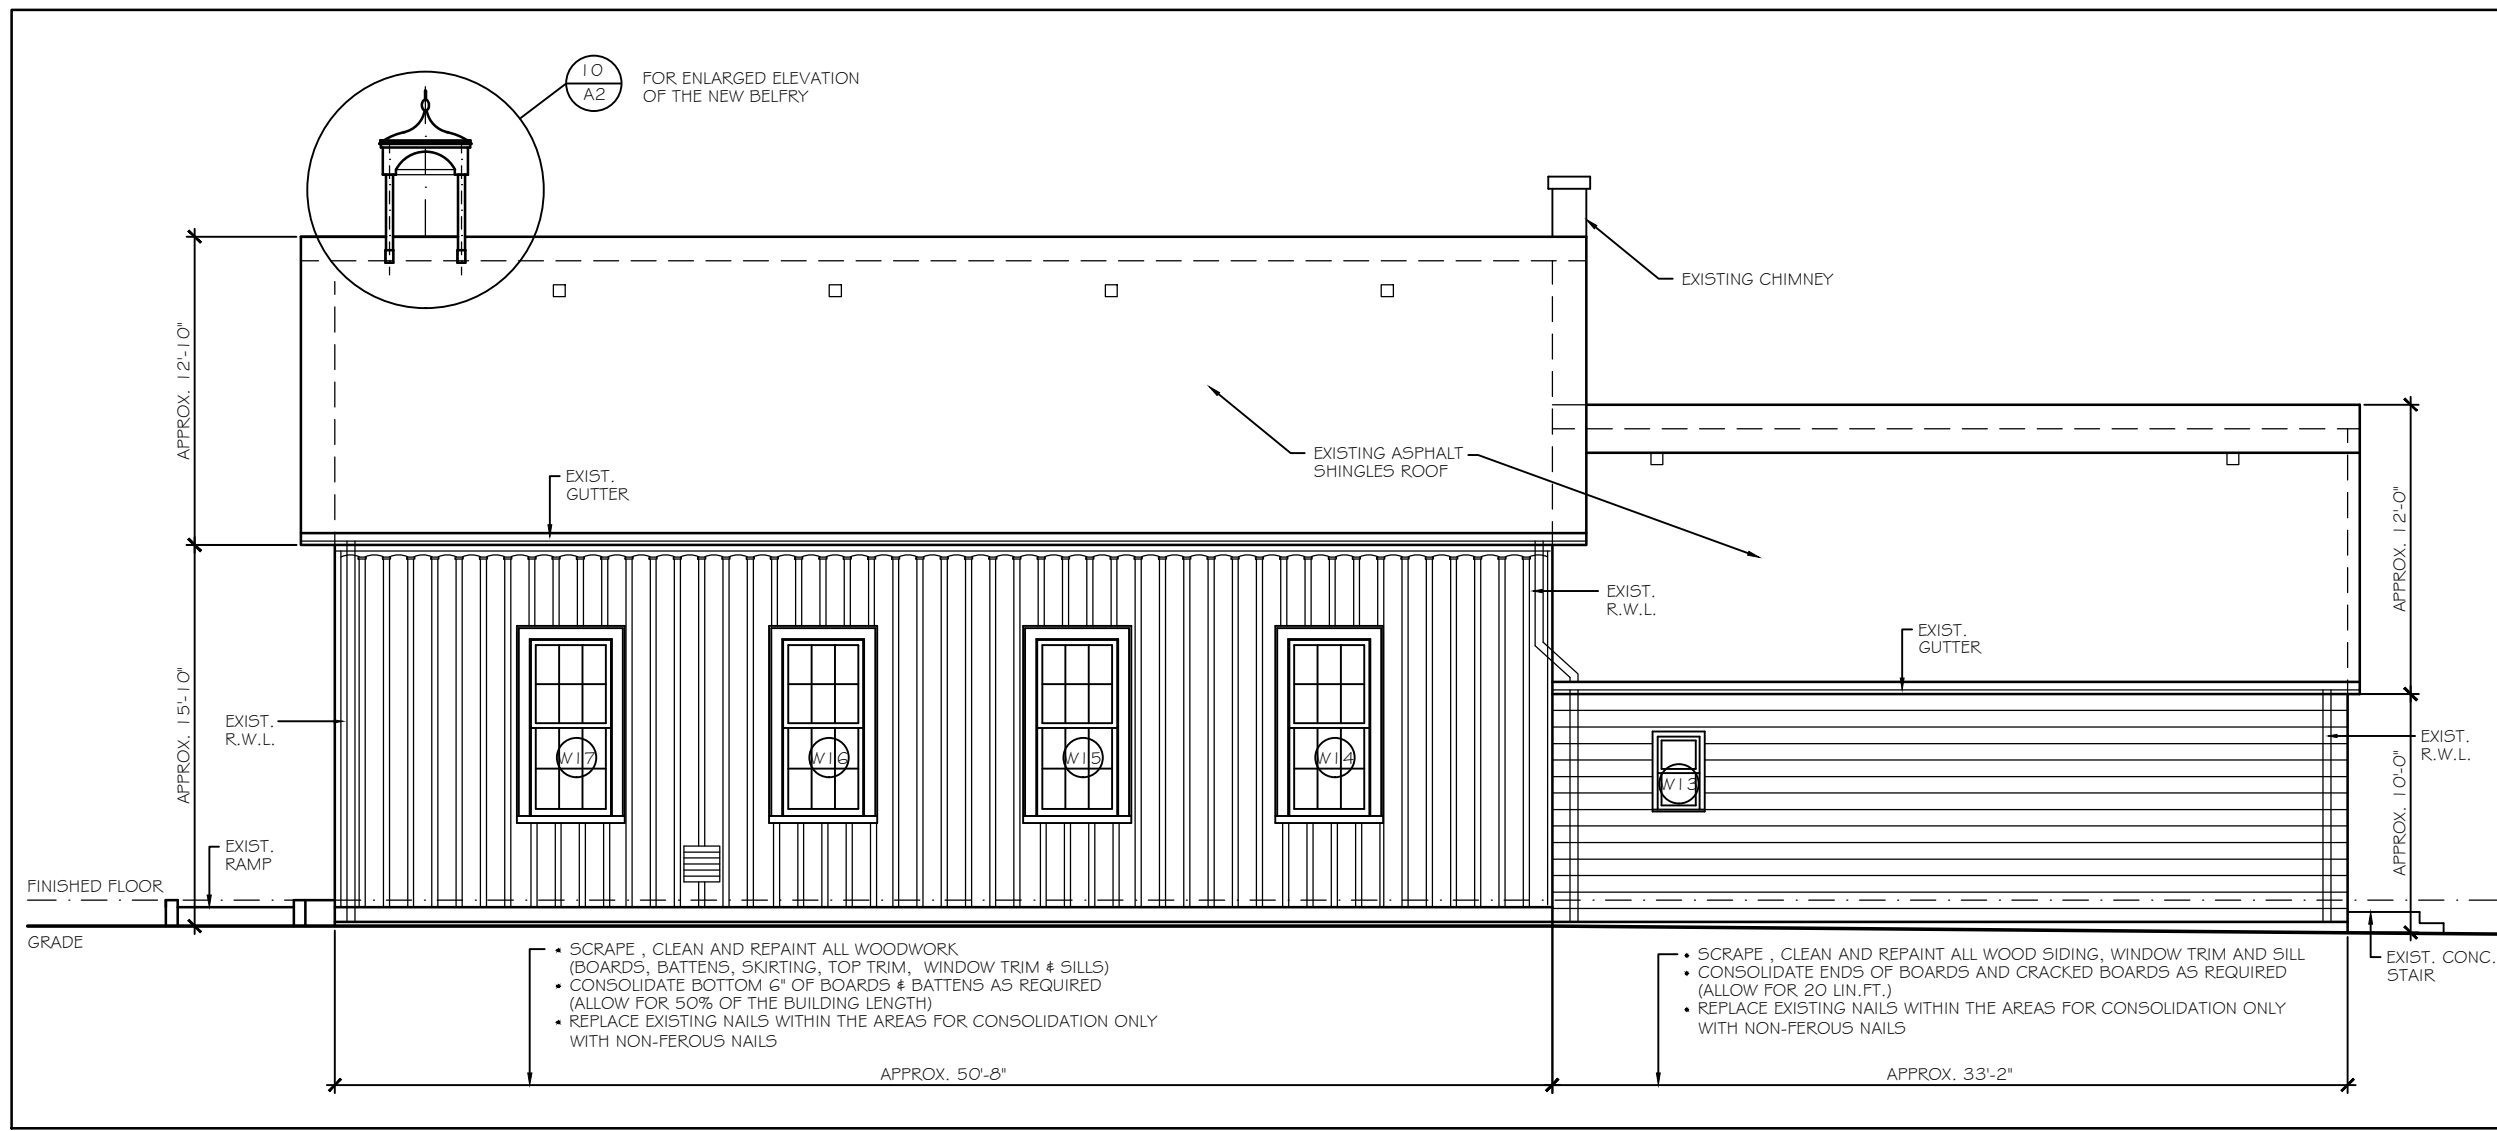 10
A2
FOR ENLARGED ELEVATION
OF THE NEW BELFRY
EXISTING CHIMNEY
APPROX. 12'-10"
EXISTING ASPHALT
SHINGLES ROOF
EXIST.
GUTTER
APPROX. 12'-0"
EXIST.
R.W.L.
EXIST.
GUTTER
APPROX. 15'-10"
EXIST.
R.W.L.
W17
W16
W15
W14
W13
EXIST.
R.W.L.
APPROX. 10'-0"
EXIST.
RAMP
FINISHED FLOOR
GRADE
* SCRAPE , CLEAN AND REPAINT ALL WOODWORK
(BOARDS, BATTENS, SKIRTING, TOP TRIM, WINDOW TRIM & SILLS)
* CONSOLIDATE BOTTOM 6" OF BOARDS & BATTENS AS REQUIRED
(ALLOW FOR 50% OF THE BUILDING LENGTH)
* REPLACE EXISTING NAILS WITHIN THE AREAS FOR CONSOLIDATION ONLY
WITH NON-FEROUS NAILS
* SCRAPE , CLEAN AND REPAINT ALL WOOD SIDING, WINDOW TRIM AND SILL
* CONSOLIDATE ENDS OF BOARDS AND CRACKED BOARDS AS REQUIRED
(ALLOW FOR 20 LIN.FT.)
* REPLACE EXISTING NAILS WITHIN THE AREAS FOR CONSOLIDATION ONLY
WITH NON-FEROUS NAILS
EXIST. CONC.
STAIR
APPROX. 50'-8"
APPROX. 33'-2"